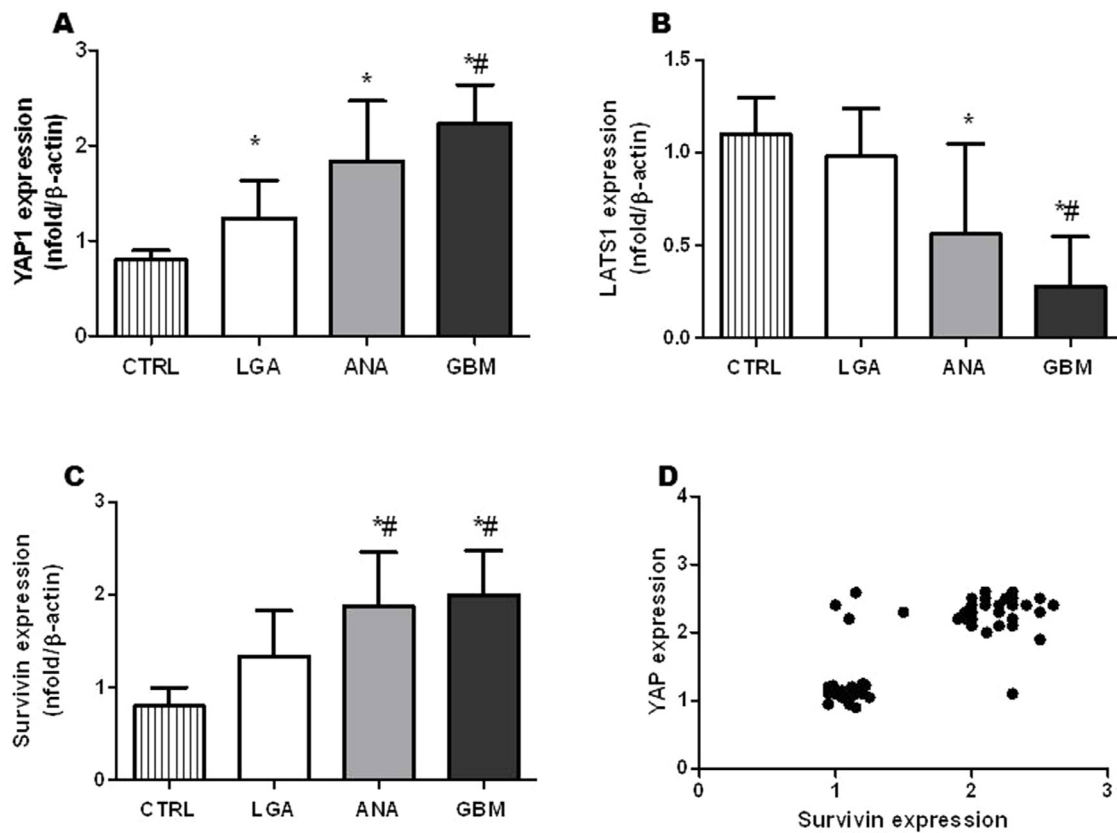 A
YAP1 expression
(nfold/β-actin)
3
2
1
0
*
*
*#
CTRL LGA ANA GBM
B
LATS1 expression
(nfold/β-actin)
1.5
1.0
0.5
0.0
*
*#
CTRL LGA ANA GBM
C
Survivin expression
(nfold/β-actin)
3
2
1
0
*#
*#
CTRL LGA ANA GBM
D
YAP expression
4
3
2
1
0
0 1 2 3
Survivin expression